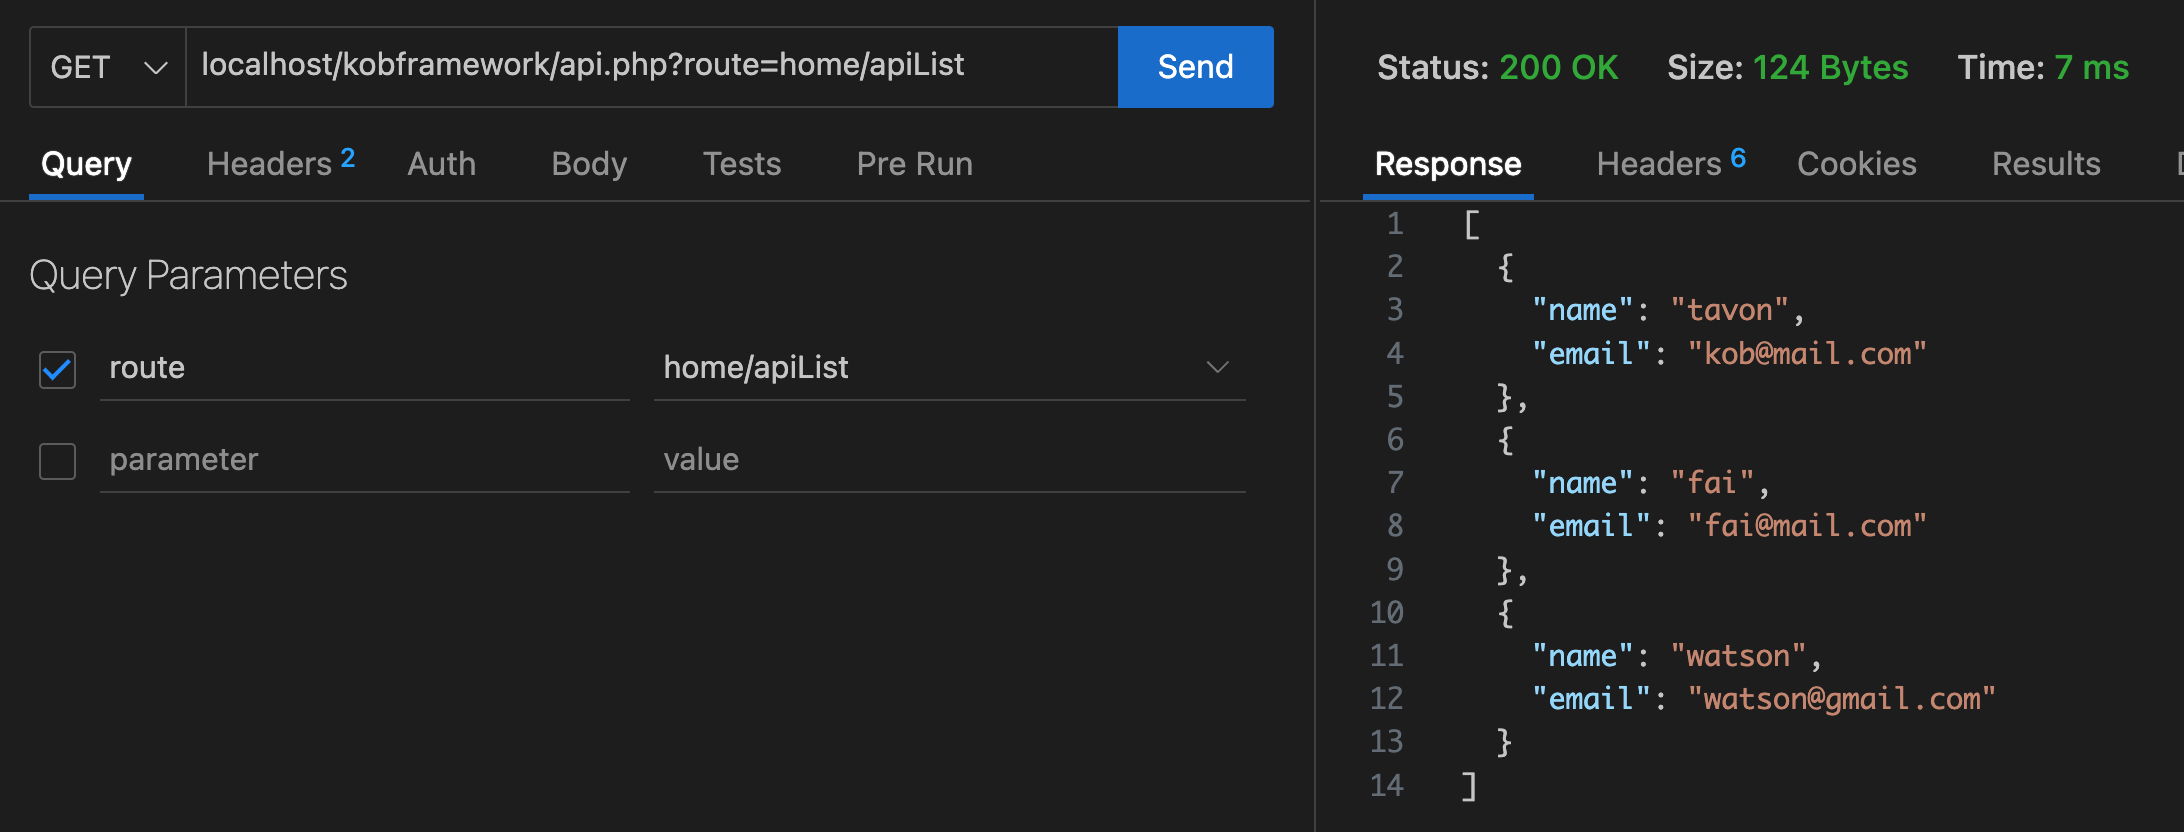 GET localhost/kobframework/api.php?route=home/apiList Send
Query Headers 2 Auth Body Tests Pre Run
Query Parameters
route home/apiList
parameter value
Status: 200 OK Size: 124 Bytes Time: 7 ms
Response Headers 6 Cookies Results
1 [
2 {
3 "name": "tavon",
4 "email": "kob@mail.com"
5 },
6 {
7 "name": "fai",
8 "email": "fai@mail.com"
9 },
10 {
11 "name": "watson",
12 "email": "watson@gmail.com"
13 }
14 ]